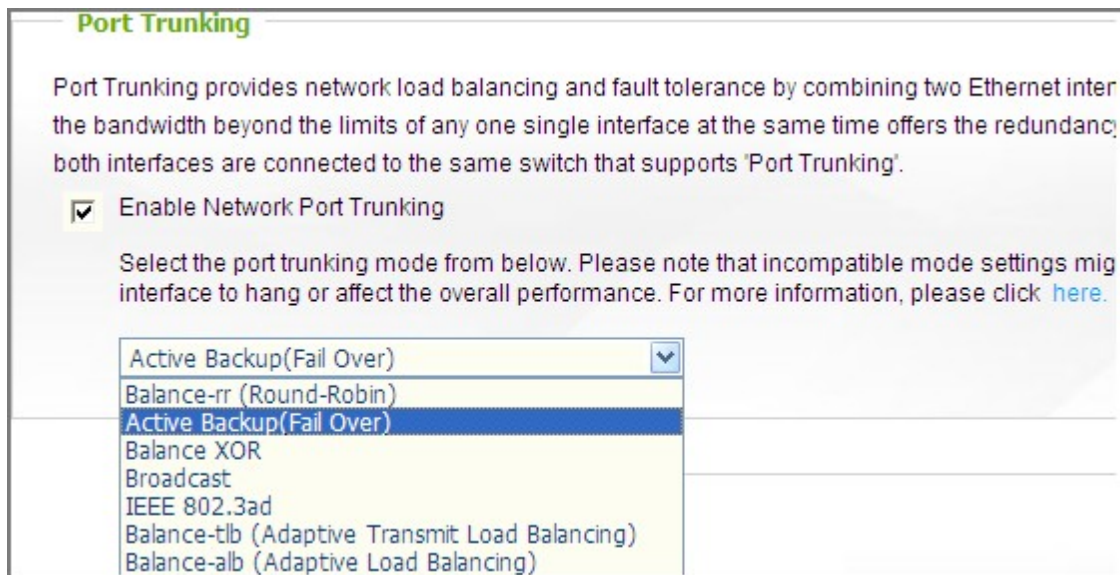 Port Trunking
Port Trunking provides network load balancing and fault tolerance by combining two Ethernet
the bandwidth beyond the limits of any one single interface at the same time offers the
both interfaces are connected to the same switch that supports 'Port Trunking'.
Enable Network Port Trunking
Select the port trunking mode from below. Please note that incompatible mode settings
interface to hang or affect the overall performance. For more information, please click here.
Active Backup(Fail Over)
Balance-rr (Round-Robin)
Active Backup(Fail Over)
Balance XOR
Broadcast
IEEE 802.3ad
Balance-tlb (Adaptive Transmit Load Balancing)
Balance-alb (Adaptive Load Balancing)